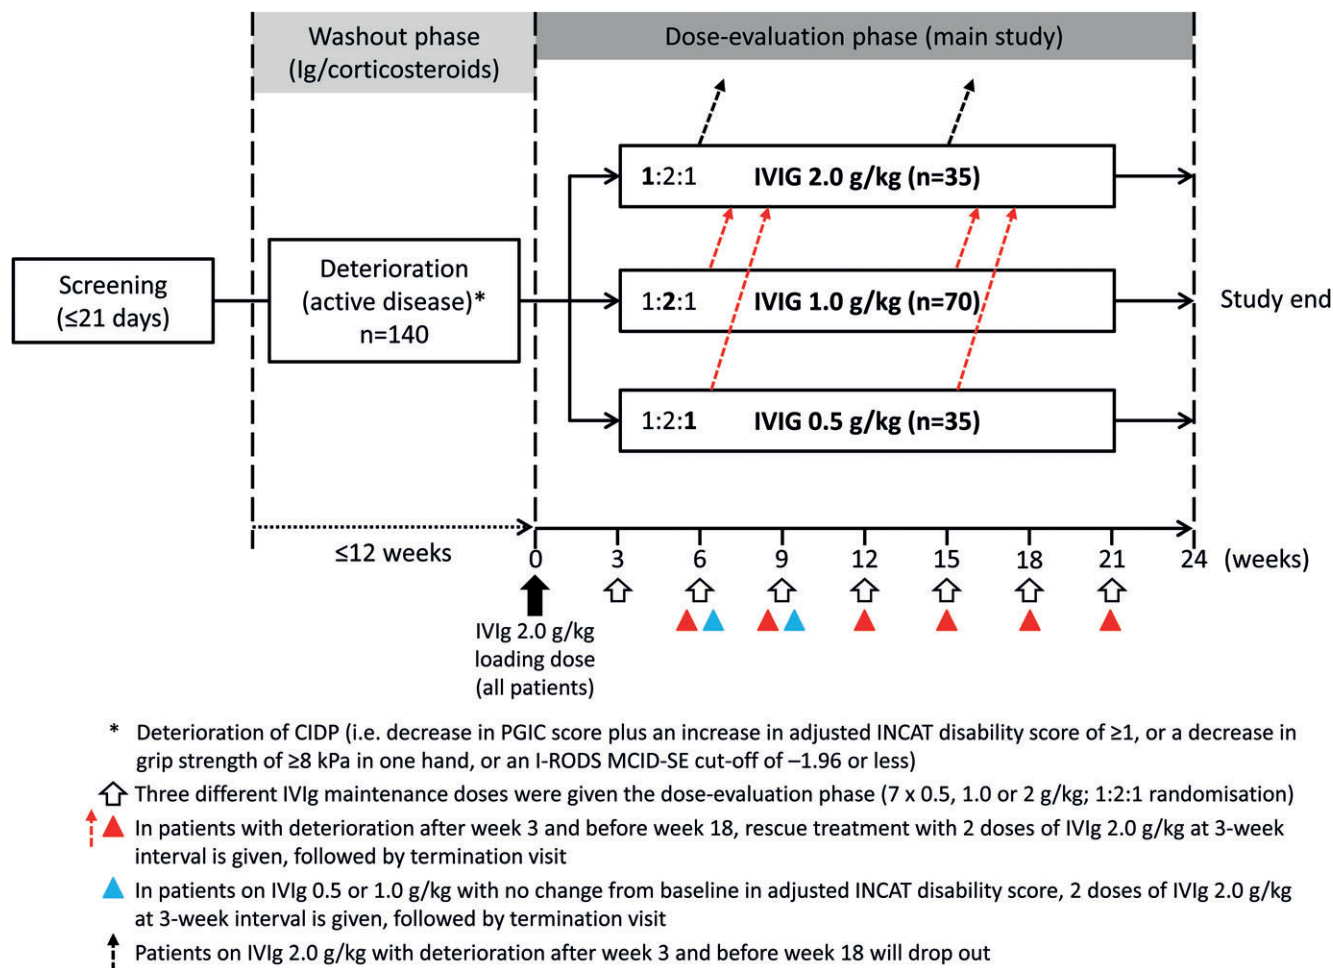 Washout phase
(Ig/corticosteroids)
Dose-evaluation phase (main study)
Screening
(≤21 days)
Deterioration
(active disease)*
n=140
1:2:1 IVIG 2.0 g/kg (n=35)
1:2:1 IVIG 1.0 g/kg (n=70)
1:2:1 IVIG 0.5 g/kg (n=35)
Study end
≤12 weeks
0 3 6 9 12 15 18 21 24 (weeks)
IVIg 2.0 g/kg
loading dose
(all patients)
* Deterioration of CIDP (i.e. decrease in PGIC score plus an increase in adjusted INCAT disability score of ≥1, or a decrease in
grip strength of ≥8 kPa in one hand, or an I-RODS MCID-SE cut-off of –1.96 or less)
Three different IVIg maintenance doses were given the dose-evaluation phase (7 x 0.5, 1.0 or 2 g/kg; 1:2:1 randomisation)
In patients with deterioration after week 3 and before week 18, rescue treatment with 2 doses of IVIg 2.0 g/kg at 3-week
interval is given, followed by termination visit
In patients on IVIg 0.5 or 1.0 g/kg with no change from baseline in adjusted INCAT disability score, 2 doses of IVIg 2.0 g/kg
at 3-week interval is given, followed by termination visit
Patients on IVIg 2.0 g/kg with deterioration after week 3 and before week 18 will drop out